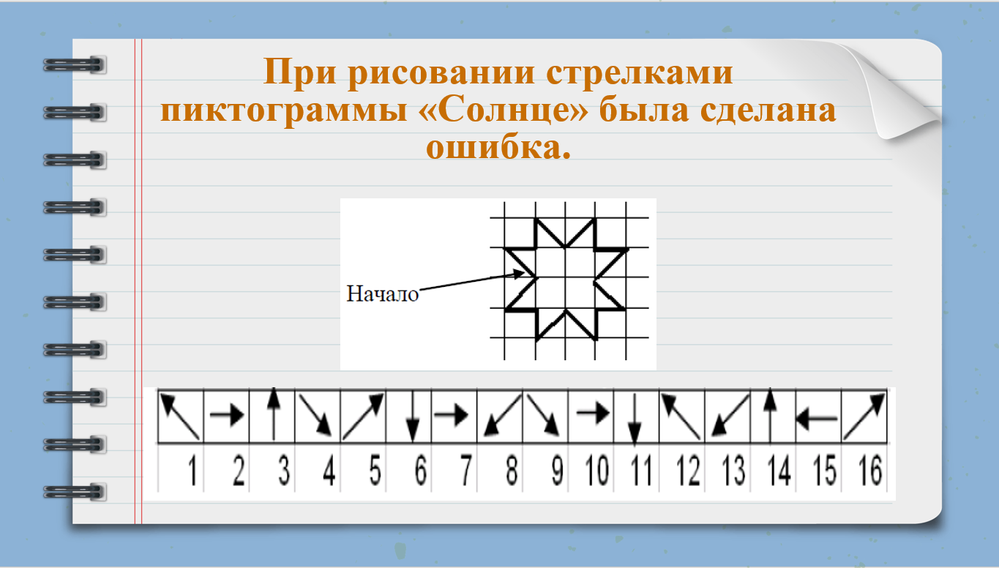 При рисовании стрелками
пиктограммы «Солнце» была сделана
ошибка.
Начало
1 2 3 4 5 6 7 8 9 10 11 12 13 14 15 16